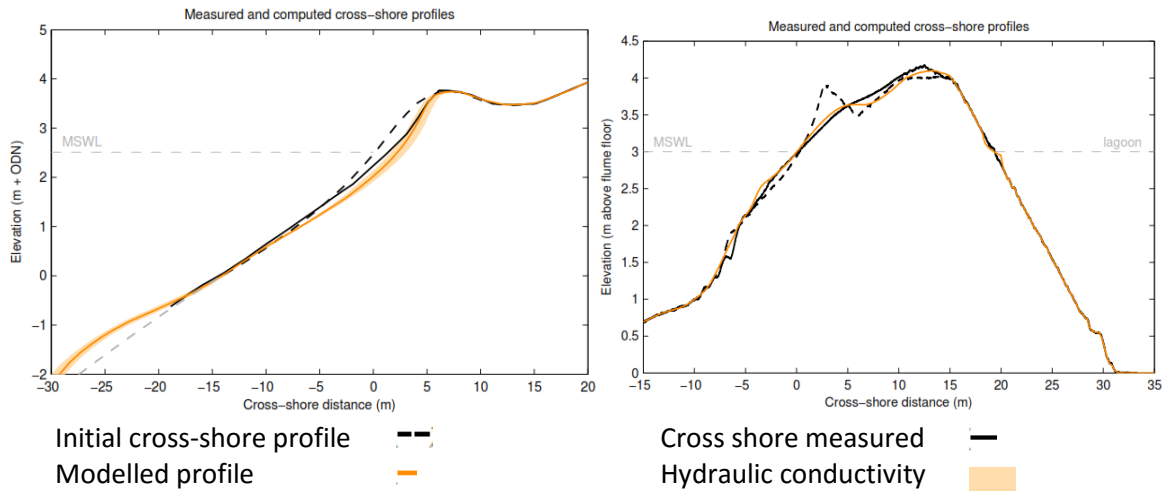 Measured and computed cross-shore profiles
5
4
3
2
1
0
−1
−2
Elevation (m + ODN)
MSWL
−30 −25 −20 −15 −10 −5 0 5 10 15 20
Cross-shore distance (m)
Measured and computed cross-shore profiles
4.5
4
3.5
3
2.5
2
1.5
1
0.5
0
Elevation (m above flume floor)
MSWL lagoon
−15 −10 −5 0 5 10 15 20 25 30 35
Cross-shore distance (m)
Initial cross-shore profile
Modelled profile
Cross shore measured
Hydraulic conductivity